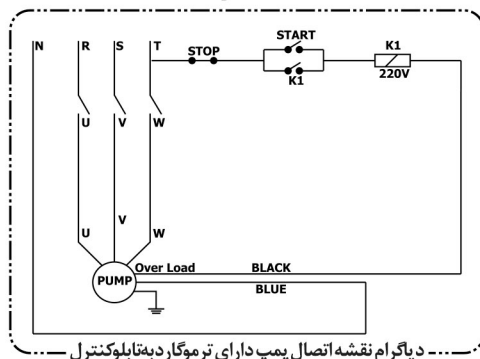 N R S T
STOP START K1
K1 220V
U V W
V
U W
Over Load BLACK
PUMP BLUE
دیاگرام نقشه اتصال پمپ دارای ترموگارد به تابلو کنترل